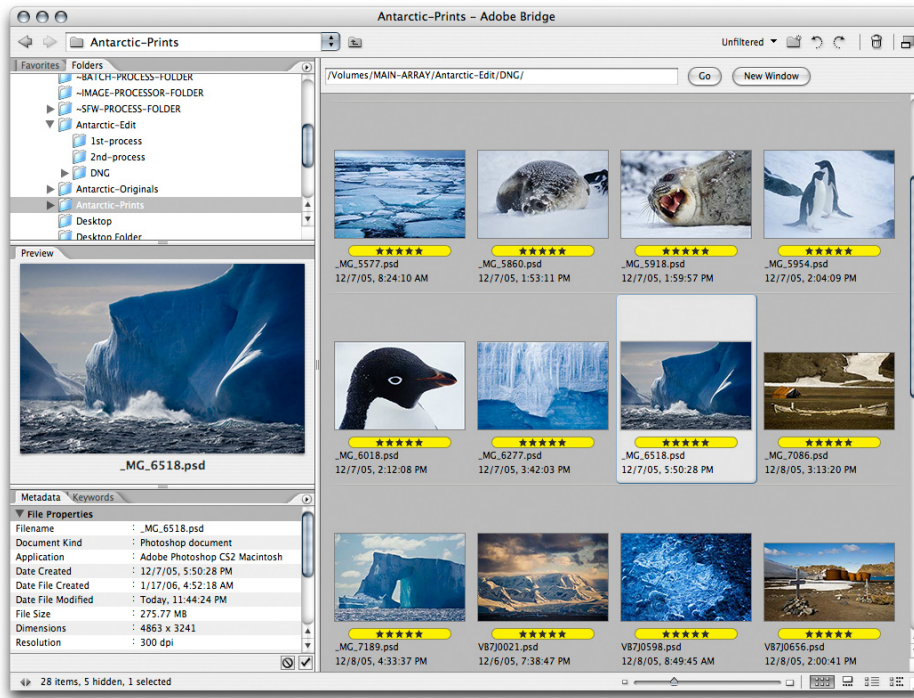 Antarctic-Prints - Adobe Bridge
Antarctic-Prints
Unfiltered
Favorites Folders
~BATCH-PROCESS-FOLDER
~IMAGE-PROCESSOR-FOLDER
~SFW-PROCESS-FOLDER
Antarctic-Edit
1st-process
2nd-process
DNG
Antarctic-Originals
Antarctic-Prints
Desktop
Desktop Folder
/Volumes/MAIN-ARRAY/Antarctic-Edit/DNG/
Go
New Window
Preview
_MG_6518.psd
Metadata Keywords
File Properties
Filename : _MG_6518.psd
Document Kind : Photoshop document
Application : Adobe Photoshop CS2 Macintosh
Date Created : 12/7/05, 5:50:28 PM
Date File Created : 1/17/06, 4:52:18 AM
Date File Modified : Today, 11:44:24 PM
File Size : 275.77 MB
Dimensions : 4863 x 3241
Resolution : 300 dpi
_MG_5577.psd
12/7/05, 8:24:10 AM
_MG_5860.psd
12/7/05, 1:53:11 PM
_MG_5918.psd
12/7/05, 1:59:57 PM
_MG_5954.psd
12/7/05, 2:04:09 PM
_MG_6018.psd
12/7/05, 2:12:08 PM
_MG_6277.psd
12/7/05, 3:42:03 PM
_MG_6518.psd
12/7/05, 5:50:28 PM
_MG_7086.psd
12/8/05, 3:13:20 PM
_MG_7189.psd
12/8/05, 4:33:37 PM
VB7J0021.psd
12/6/05, 7:38:47 PM
VB7J0598.psd
12/8/05, 8:49:45 AM
VB7J0656.psd
12/8/05, 2:00:41 PM
28 items, 5 hidden, 1 selected